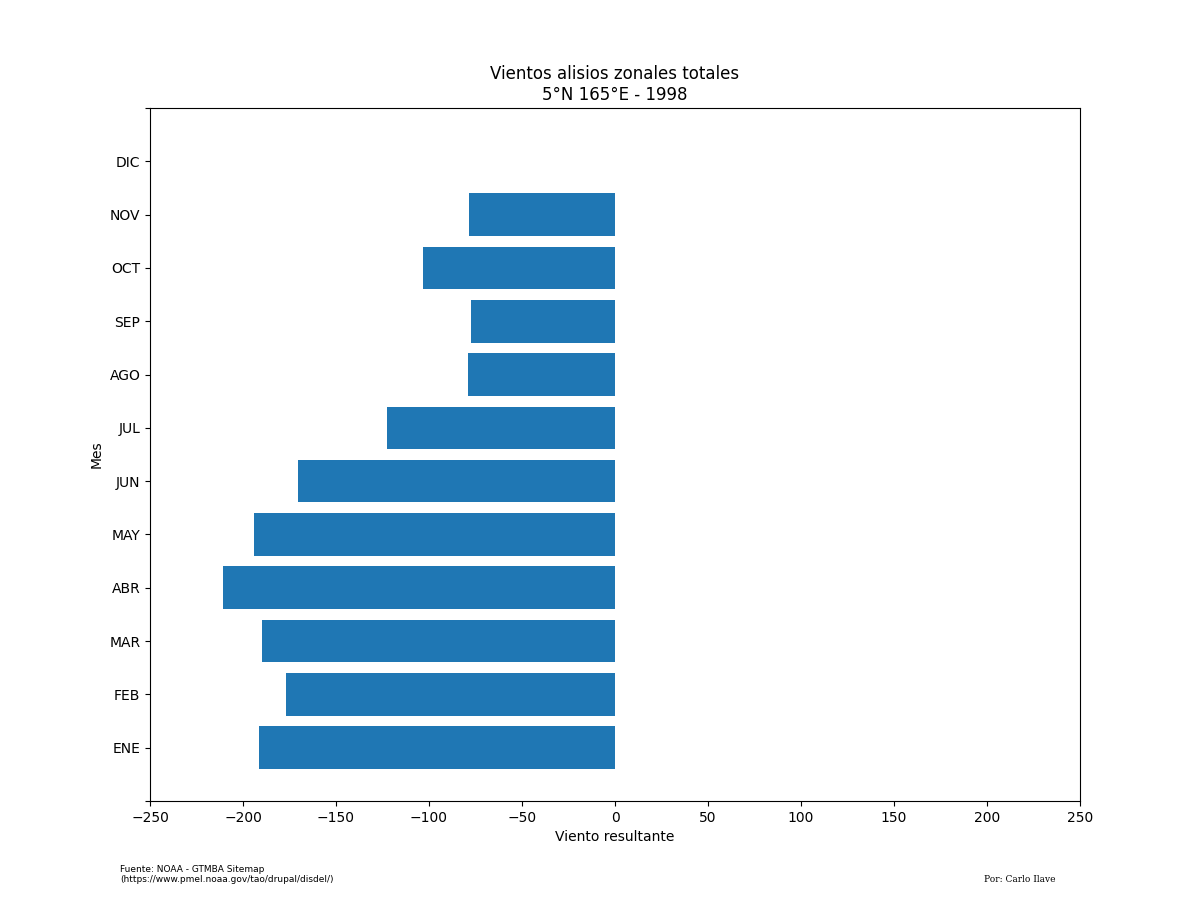 Vientos alisios zonales totales
5°N 165°E - 1998
DIC
NOV
OCT
SEP
AGO
JUL
JUN
MAY
ABR
MAR
FEB
ENE
Mes
−250 −200 −150 −100 −50 0 50 100 150 200 250
Viento resultante
Fuente: NOAA - GTMBA Sitemap
(https://www.pmel.noaa.gov/tao/drupal/disdel/)
Por: Carlo Ilave